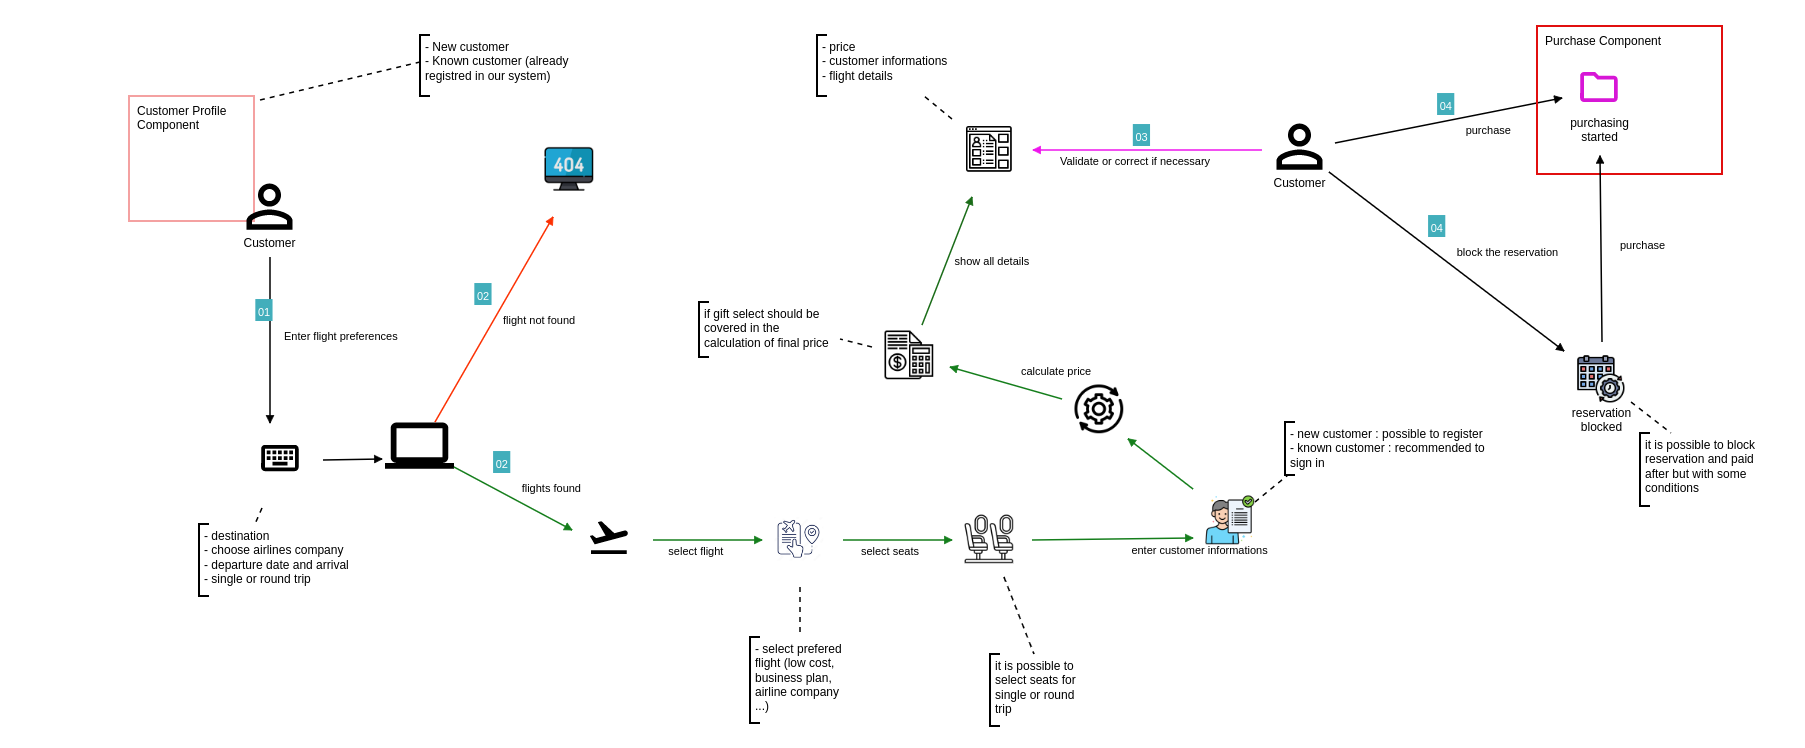 - New customer
- Known customer (already
registred in our system)
Customer Profile
Component
Customer
404
01
Enter flight preferences
02
flight not found
- destination
- choose airlines company
- departure date and arrival
- single or round trip
02
flights found
select flight
- select prefered
flight (low cost,
business plan,
airline company
...)
select seats
it is possible to
select seats for
single or round
trip
enter customer informations
- new customer : possible to register
- known customer : recommended to
sign in
calculate price
if gift select should be
covered in the
calculation of final price
$
show all details
- price
- customer informations
- flight details
03
Validate or correct if necessary
Customer
04
purchase
Purchase Component
purchasing
started
04
block the reservation
purchase
reservation
blocked
it is possible to block
reservation and paid
after but with some
conditions